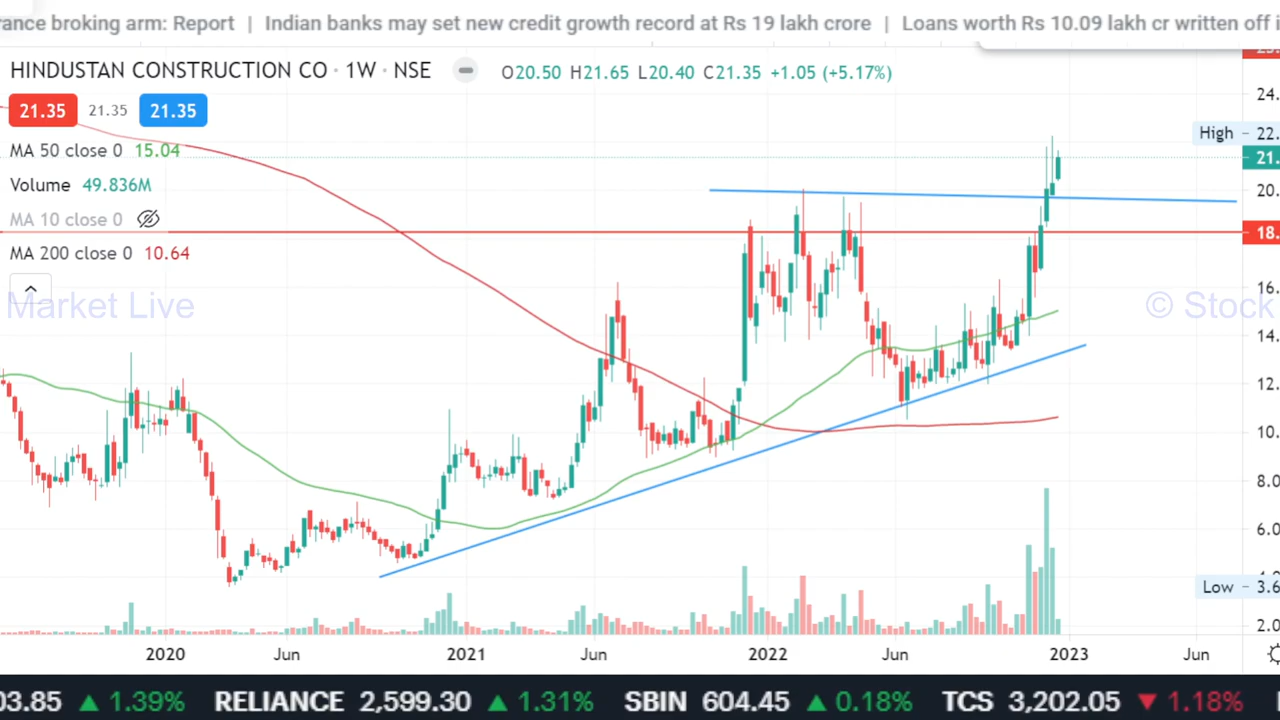 rance broking arm: Report | Indian banks may set new credit growth record at Rs 19 lakh crore | Loans worth Rs 10.09 lakh cr written off i
HINDUSTAN CONSTRUCTION CO · 1W · NSE O20.50 H21.65 L20.40 C21.35 +1.05 (+5.17%)
21.35 21.35 21.35
MA 50 close 0 15.04
Volume 49.836M
MA 10 close 0
MA 200 close 0 10.64
Market Live
© Stock
24.
High 22.
21.
20.
18.
16.
14.
12.
10.
8.0
6.0
Low 3.6
2.0
2020 Jun 2021 Jun 2022 Jun 2023 Jun
03.85 ▲ 1.39% RELIANCE 2,599.30 ▲ 1.31% SBIN 604.45 ▲ 0.18% TCS 3,202.05 ▼ 1.18%